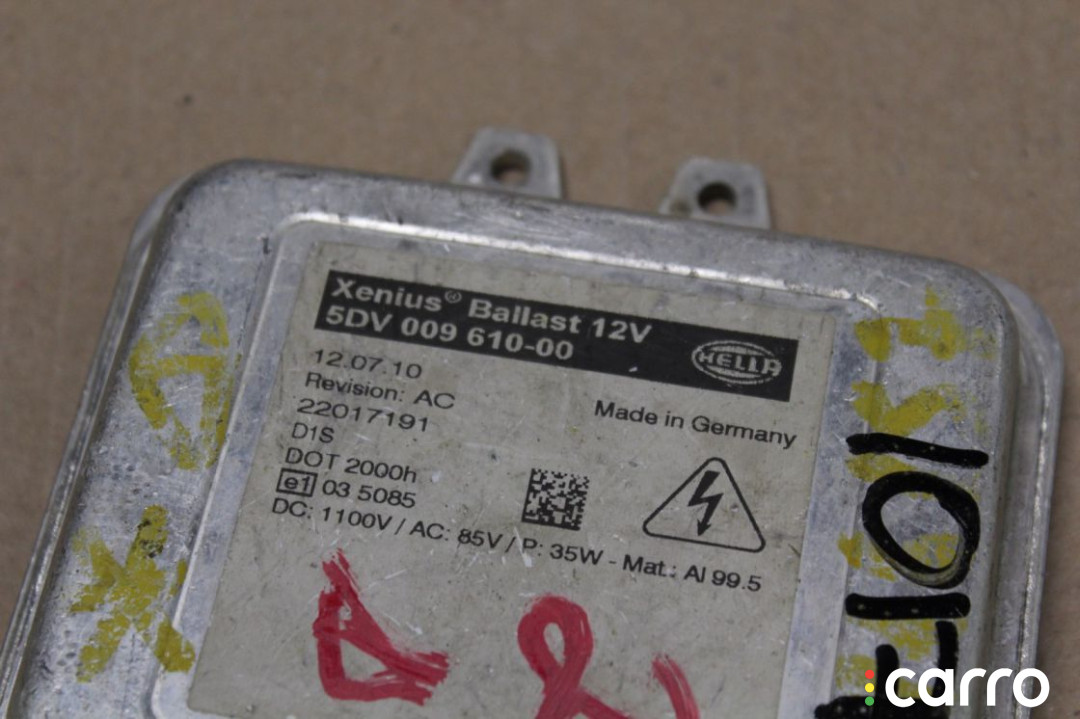 Xenius® Ballast 12V
5DV 009 610-00
HELLA
12.07.10
Revision: AC
Made in Germany
22017191
D1S
DOT 2000h
e1 03 5085
DC: 1100V / AC: 85V / P: 35W - Mat.: Al 99.5
carro